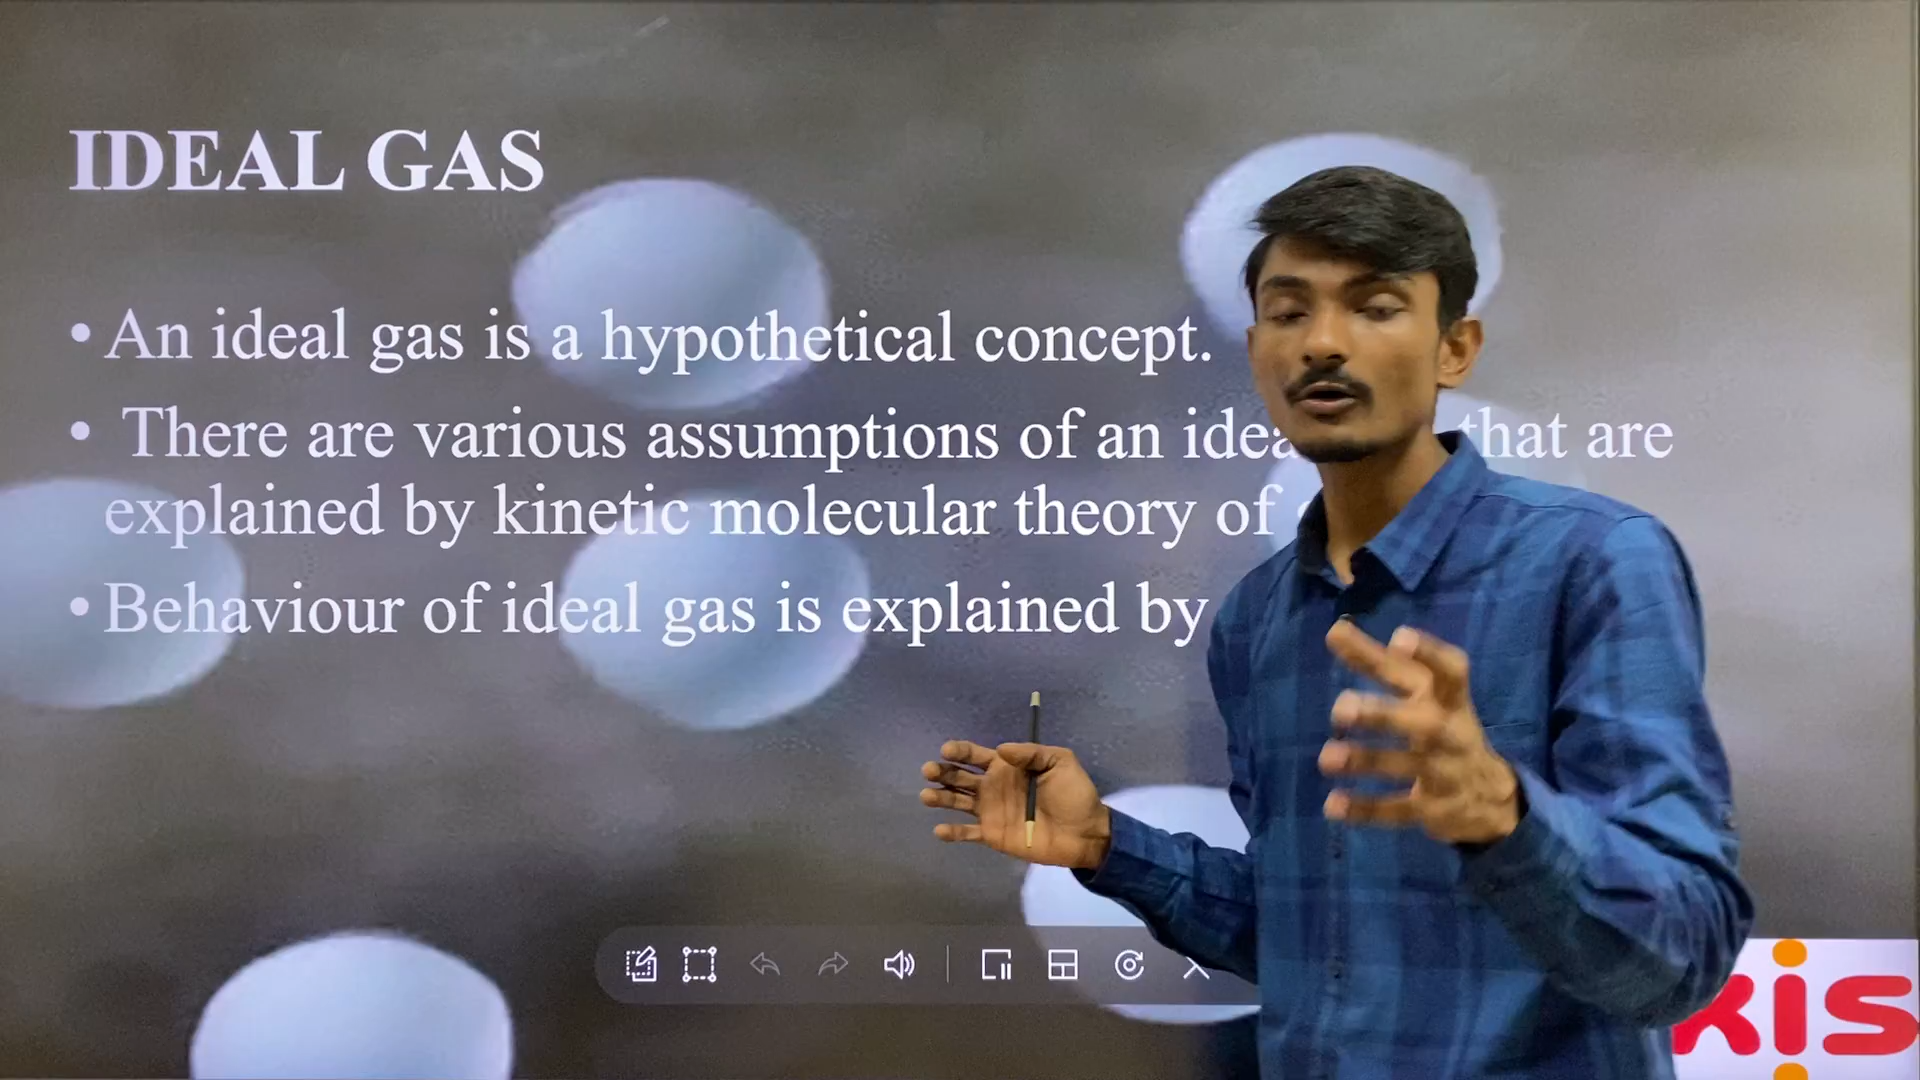 IDEAL GAS
• An ideal gas is a hypothetical concept.
• There are various assumptions of an that are
explained by kinetic molecular theory of
• Behaviour of ideal gas is explained by
kis